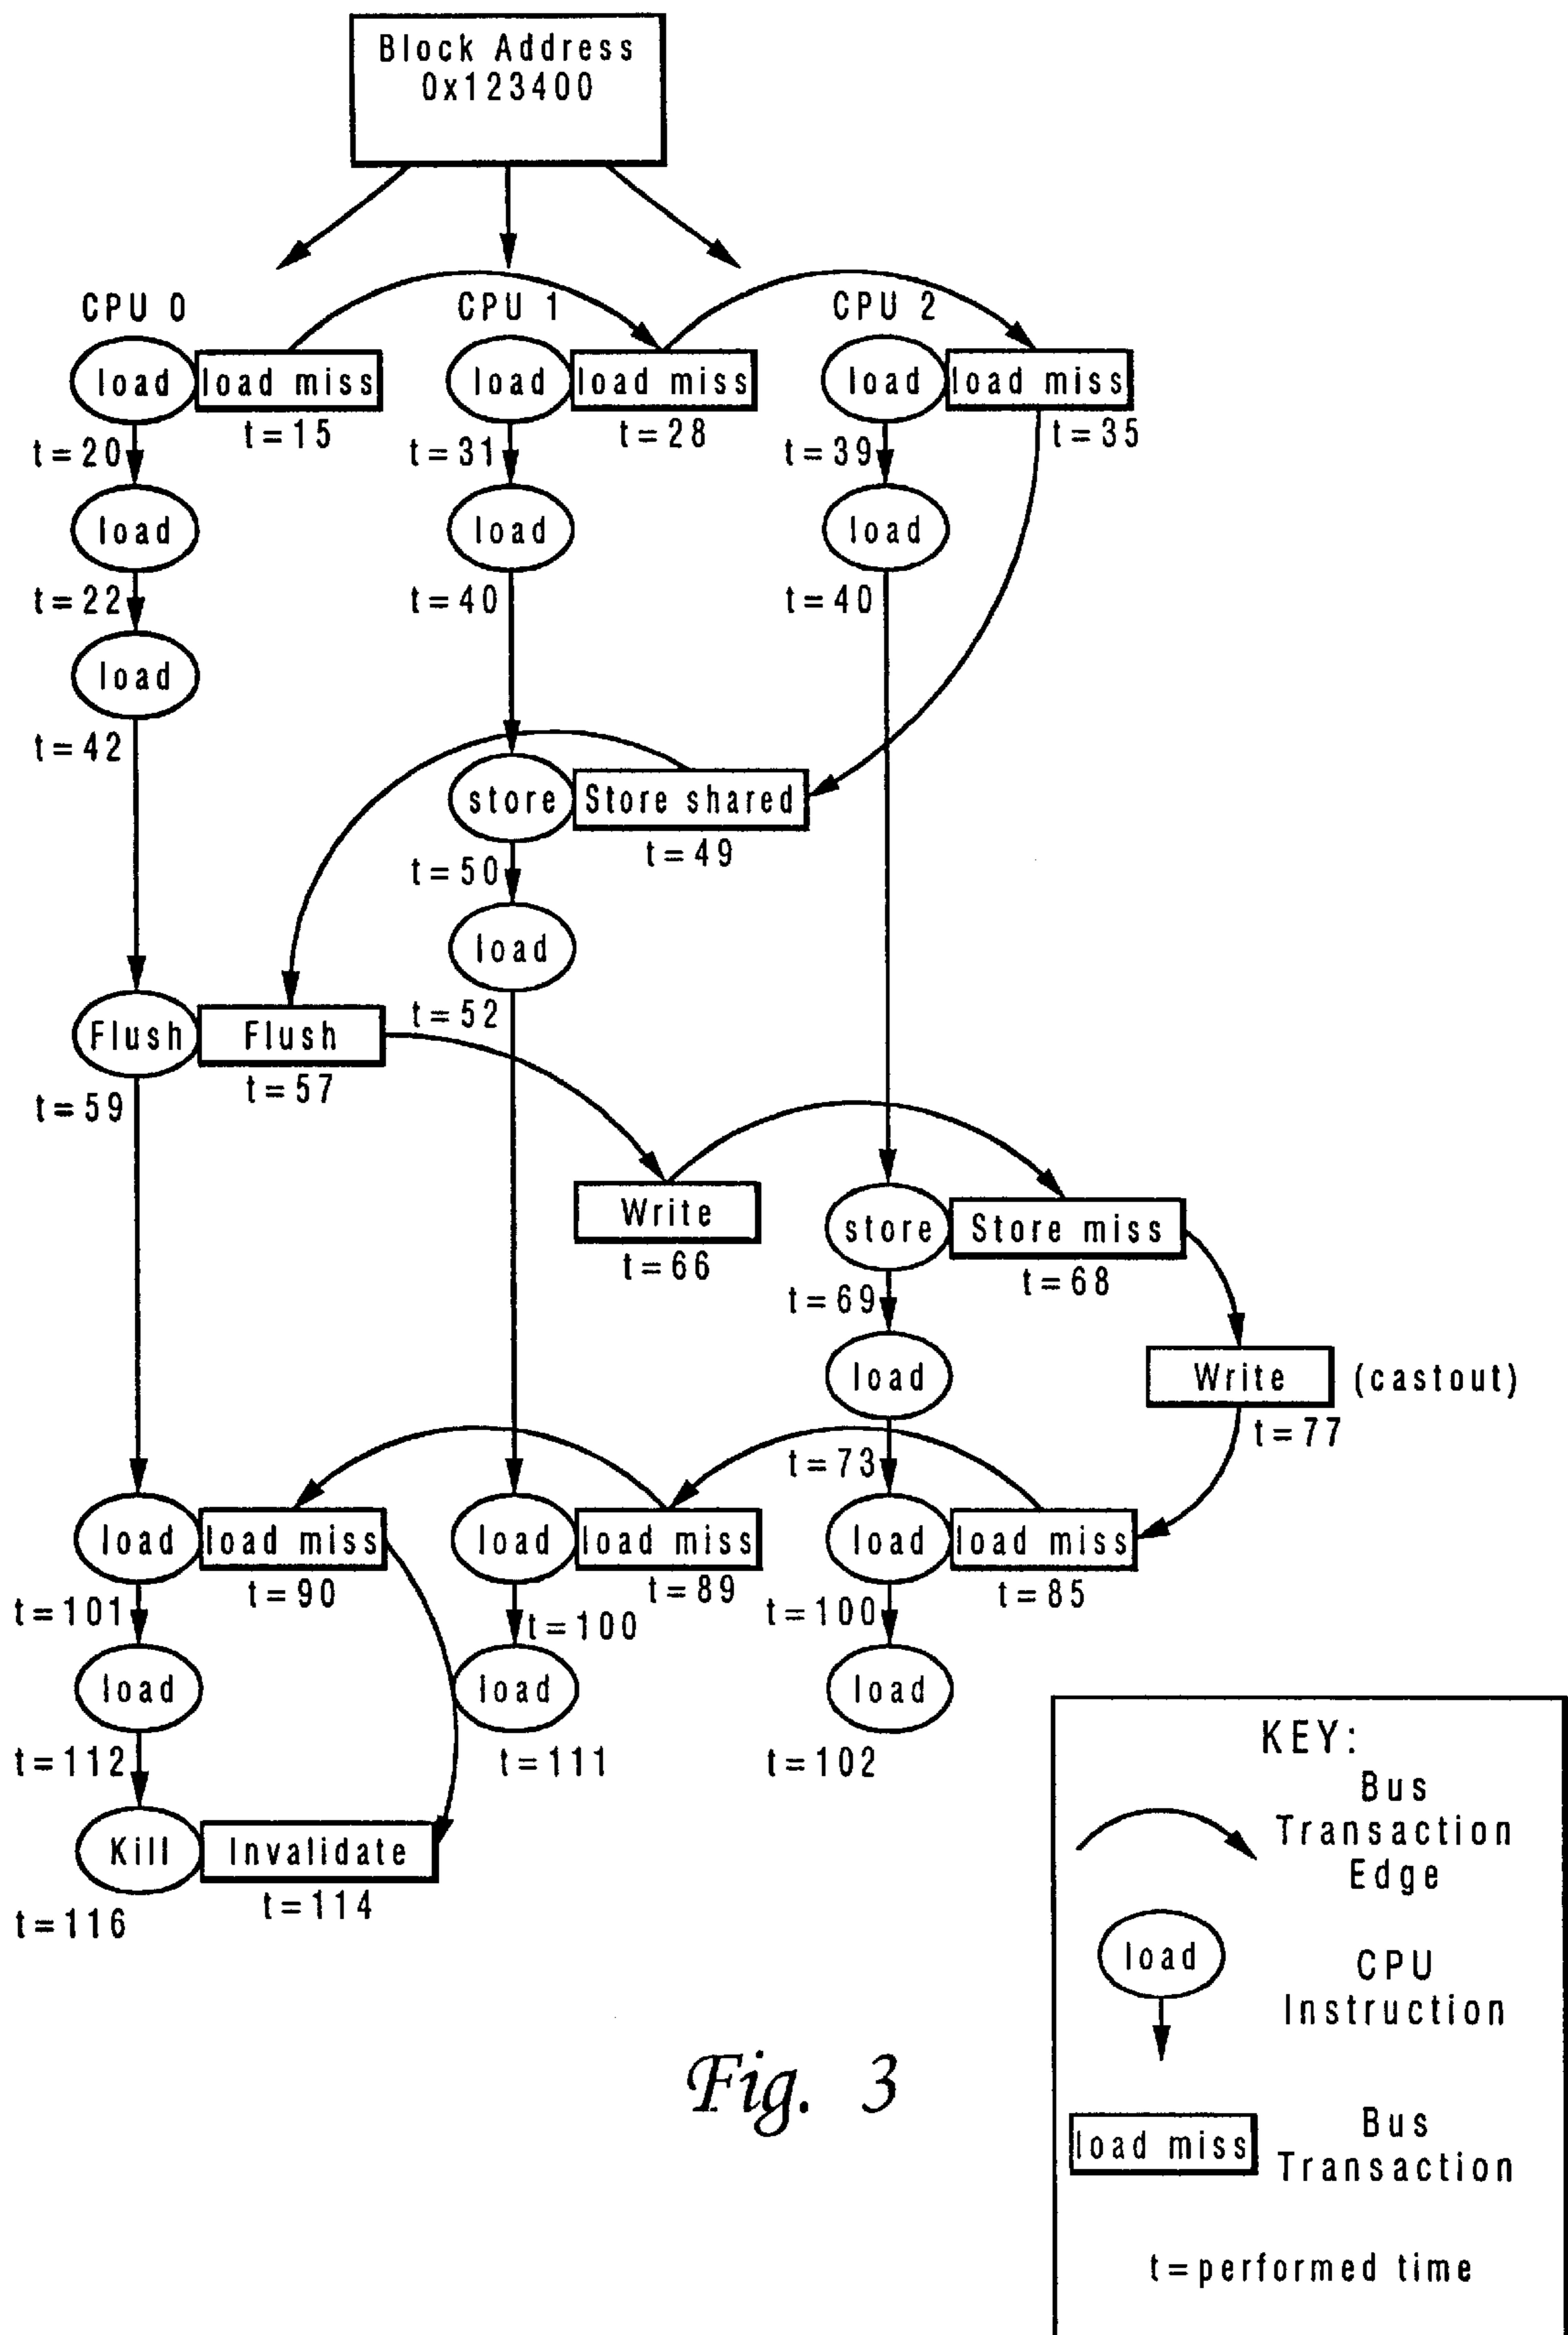 Block Address
0x123400
CPU 0
CPU 1
CPU 2
load
load miss
load
load miss
load
load miss
t=15
t=28
t=35
t=20
t=31
t=39
load
load
load
t=22
t=40
t=40
load
t=42
store
Store shared
t=49
t=50
load
t=52
Flush
Flush
t=57
t=59
Write
t=66
store
Store miss
t=68
t=69
load
Write
(castout)
t=77
t=73
load
load miss
load
load miss
load
load miss
t=90
t=89
t=85
t=101
t=100
t=100
load
load
load
t=112
t=111
t=102
Kill
Invalidate
t=114
t=116
KEY:
Bus
Transaction
Edge
load
CPU
Instruction
load miss
Bus
Transaction
t=performed time
Fig. 3